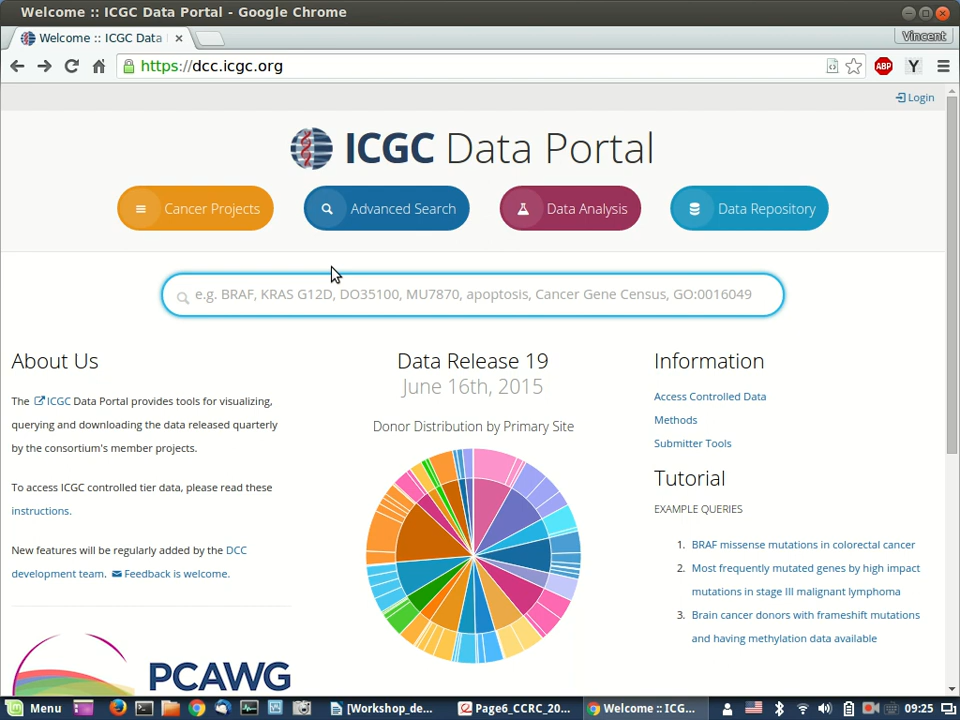 Welcome :: ICGC Data Portal - Google Chrome
Welcome :: ICGC Data
Vincent
https://dcc.icgc.org
ABP
Y
Login
ICGC Data Portal
Cancer Projects
Advanced Search
Data Analysis
Data Repository
e.g. BRAF, KRAS G12D, DO35100, MU7870, apoptosis, Cancer Gene Census, GO:0016049
About Us
The ICGC Data Portal provides tools for visualizing,
querying and downloading the data released quarterly
by the consortium's member projects.
To access ICGC controlled tier data, please read these
instructions.
New features will be regularly added by the DCC
development team. Feedback is welcome.
PCAWG
Data Release 19
June 16th, 2015
Donor Distribution by Primary Site
Information
Access Controlled Data
Methods
Submitter Tools
Tutorial
EXAMPLE QUERIES
1. BRAF missense mutations in colorectal cancer
2. Most frequently mutated genes by high impact
mutations in stage III malignant lymphoma
3. Brain cancer donors with frameshift mutations
and having methylation data available
Menu
[Workshop_de...
Page6_CCRC_20...
Welcome :: ICG...
09:25